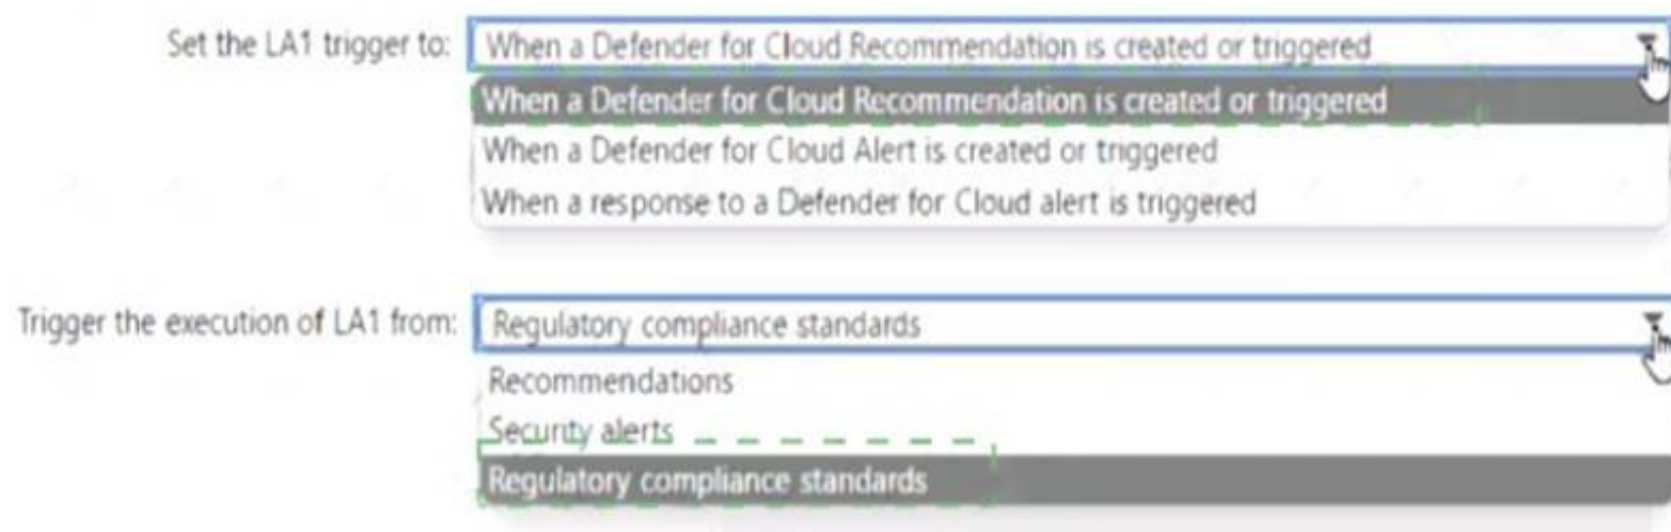 Set the LA1 trigger to: When a Defender for Cloud Recommendation is created or triggered
When a Defender for Cloud Recommendation is created or triggered
When a Defender for Cloud Alert is created or triggered
When a response to a Defender for Cloud alert is triggered
Trigger the execution of LA1 from: Regulatory compliance standards
Recommendations
Security alerts
Regulatory compliance standards